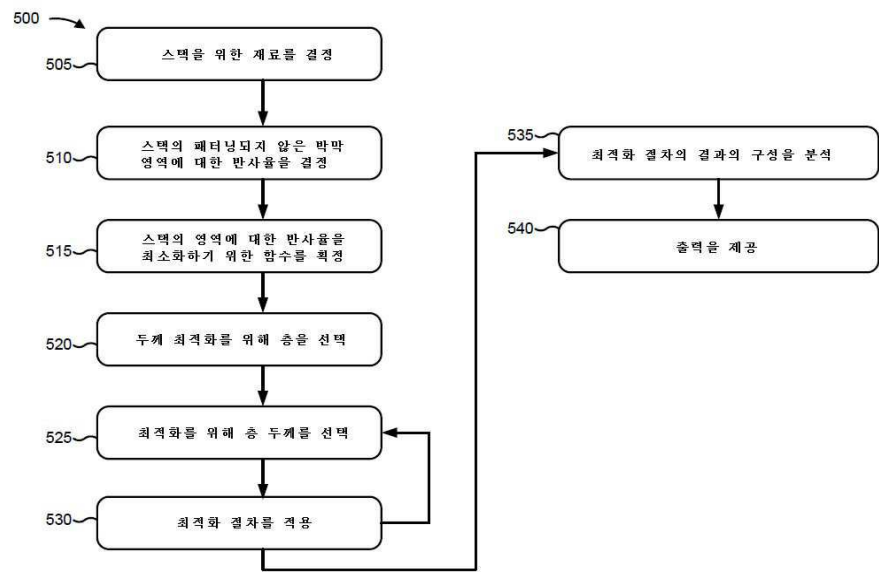 500
505
스택을 위한 재료를 결정
510
스택의 패터닝되지 않은 박막
영역에 대한 반사율을 결정
515
스택의 영역에 대한 반사율을
최소화하기 위한 함수를 획정
520
두께 최적화를 위해 층을 선택
525
최적화를 위해 층 두께를 선택
530
최적화 절차를 적용
535
최적화 절차의 결과의 구성을 분석
540
출력을 제공